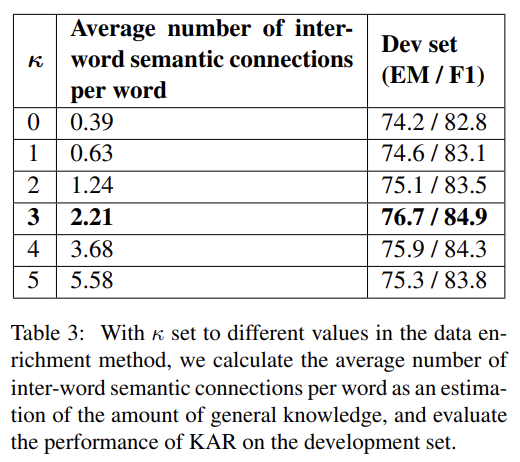 κ Average number of inter-word semantic connections per word Dev set (EM / F1)
0 0.39 74.2 / 82.8
1 0.63 74.6 / 83.1
2 1.24 75.1 / 83.5
3 2.21 76.7 / 84.9
4 3.68 75.9 / 84.3
5 5.58 75.3 / 83.8
Table 3: With κ set to different values in the data en-
richment method, we calculate the average number of
inter-word semantic connections per word as an estima-
tion of the amount of general knowledge, and evaluate
the performance of KAR on the development set.